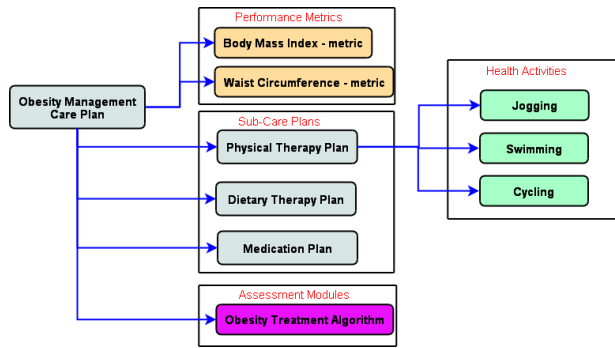 Performance Metrics
Body Mass Index - metric
Waist Circumference - metric
Obesity Management
Care Plan
Sub-Care Plans
Physical Therapy Plan
Dietary Therapy Plan
Medication Plan
Health Activities
Jogging
Swimming
Cycling
Assessment Modules
Obesity Treatment Algorithm